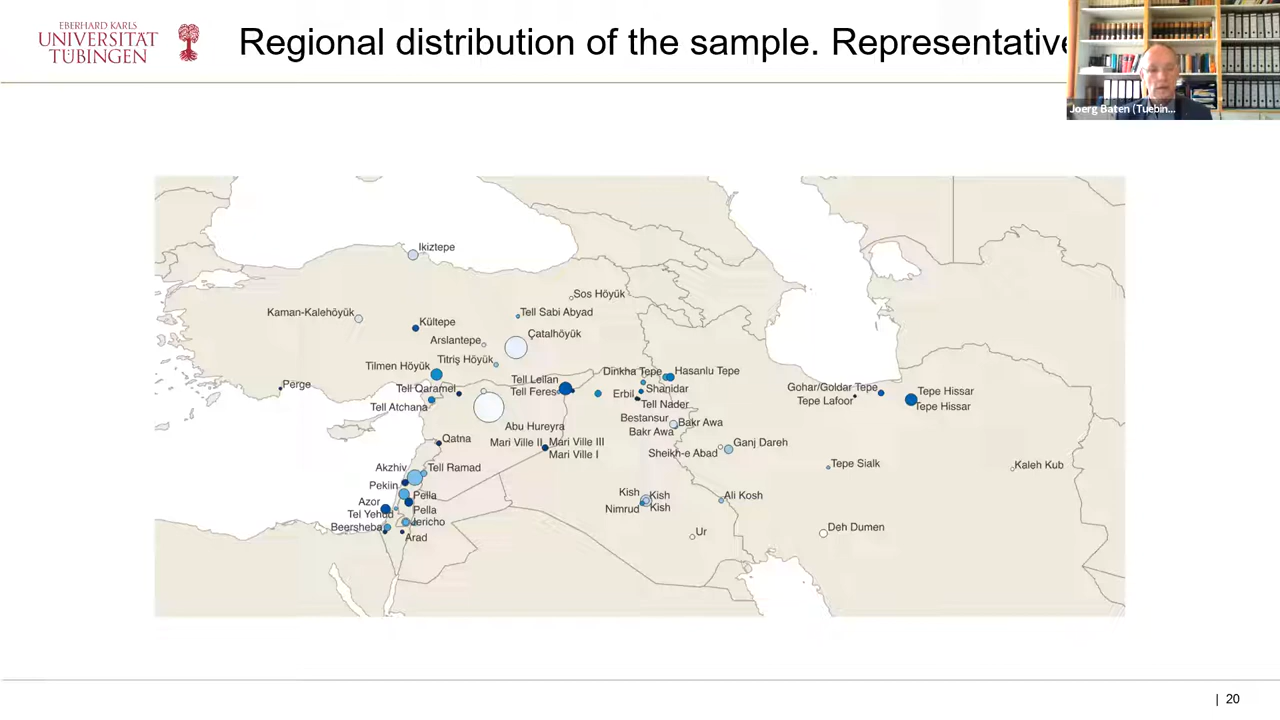 EBERHARD KARLS
UNIVERSITÄT
TÜBINGEN
Regional distribution of the sample. Representative
Joerg Baten (Tuebin...
Ikiztepe
Sos Höyük
Kaman-Kalehöyük
Tell Sabi Abyad
Kültepe
Çatalhöyük
Arslantepe
Titriş Höyük
Tilmen Höyük
Dinkha Tepe
Hasanlu Tepe
Perge
Tell Leilan
Tell Qaramel
Tell Feres
Erbil
Shanidar
Gohar/Goldar Tepe
Tepe Hissar
Tepe Lafoor
Tepe Hissar
Tell Atchana
Tell Nader
Abu Hureyra
Bestansur
Bakr Awa
Bakr Awa
Qatna
Mari Ville II
Mari Ville III
Mari Ville I
Ganj Dareh
Sheikh-e Abad
Akzhiv
Tell Ramad
Tepe Sialk
Kaleh Kub
Pekiin
Pella
Kish
Kish
Ali Kosh
Azor
Pella
Nimrud
Kish
Tel Yehud
Jericho
Beersheba
Arad
Ur
Deh Dumen
| 20